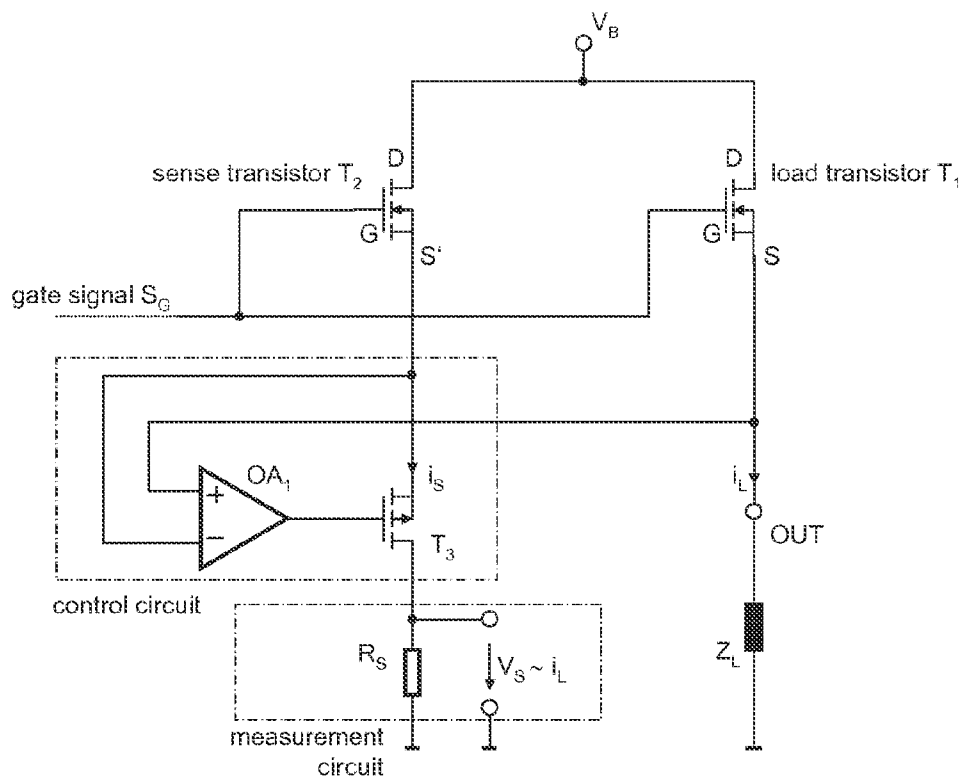 V_B
D
D
sense transistor T_2
load transistor T_1
G
G
S'
S
gate signal S_G
OA_1
i_S
i_L
+
−
T_3
OUT
control circuit
R_S
V_S ~ i_L
Z_L
measurement
circuit